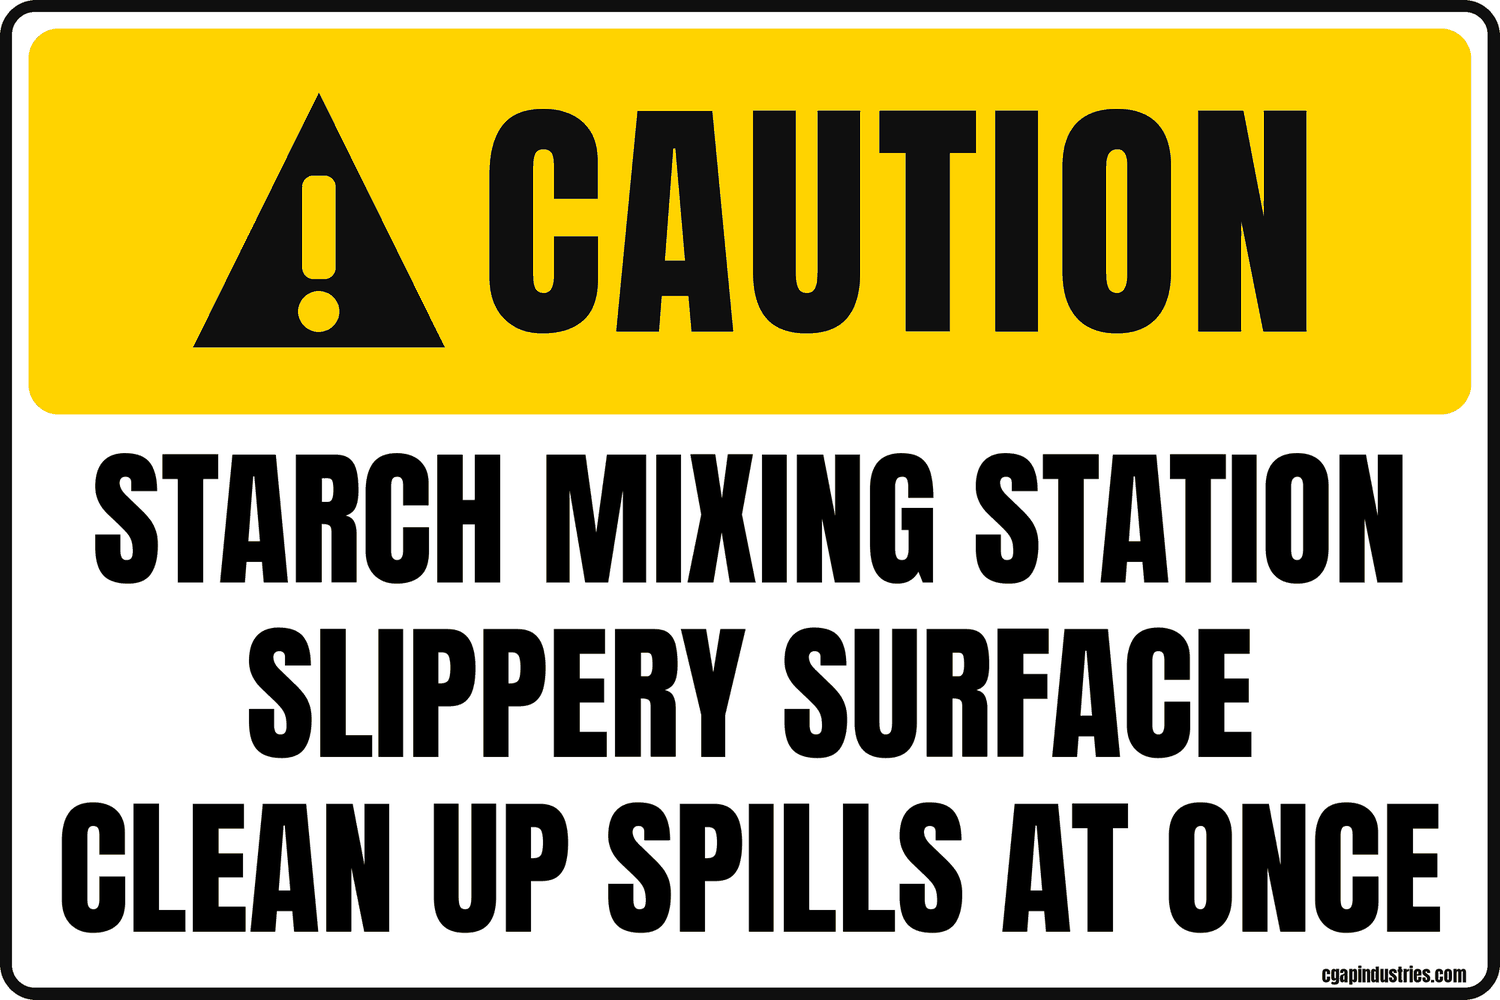 CAUTION
STARCH MIXING STATION
SLIPPERY SURFACE
CLEAN UP SPILLS AT ONCE
cgapindustries.com